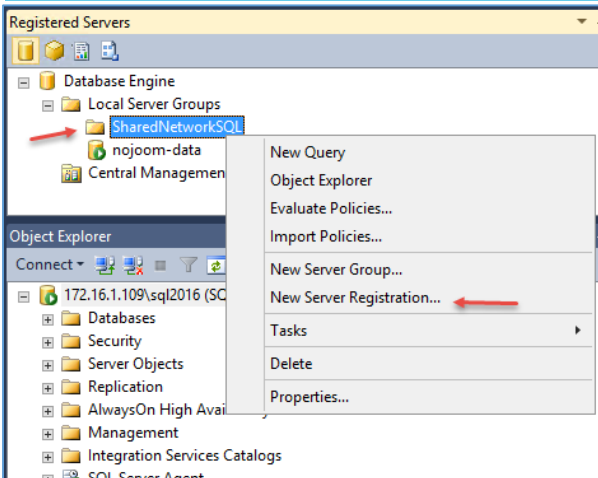 Registered Servers
Database Engine
Local Server Groups
SharedNetworkSQL
nojoom-data
Central Managemen
New Query
Object Explorer
Evaluate Policies...
Import Policies...
New Server Group...
New Server Registration...
Tasks
Delete
Properties...
Object Explorer
Connect
172.16.1.109\sql2016 (SQ
Databases
Security
Server Objects
Replication
AlwaysOn High Avai
Management
Integration Services Catalogs
SQL Server Agent